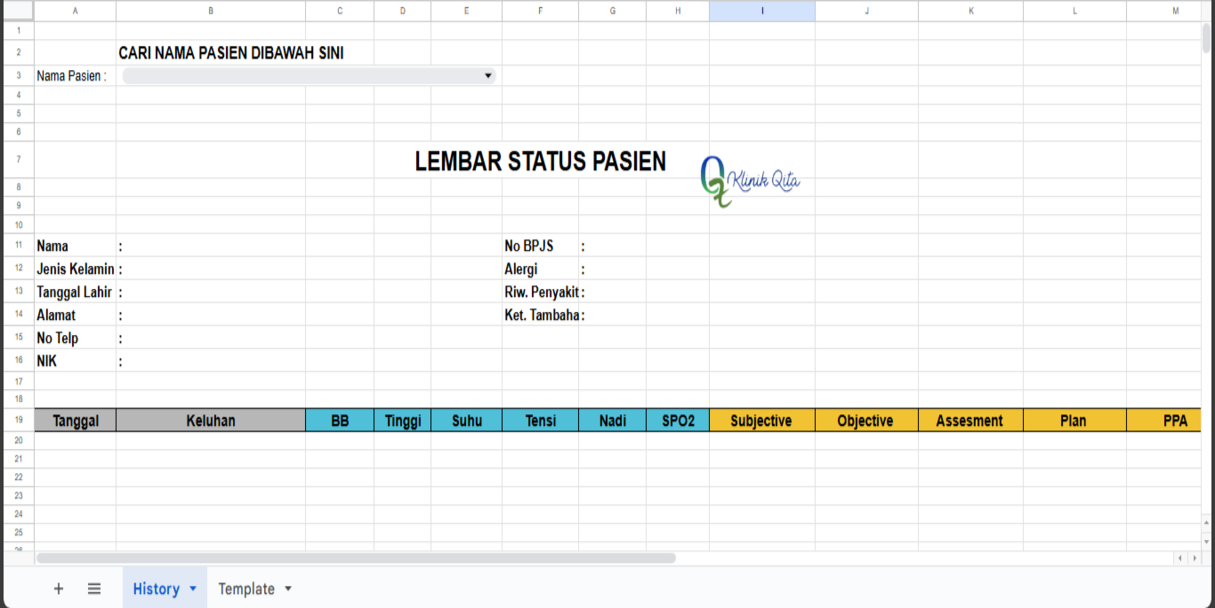 A B C D E F G H I J K L M
1
2 CARI NAMA PASIEN DIBAWAH SINI
3 Nama Pasien :
4
5
6
7 LEMBAR STATUS PASIEN
Klinik Qita
8
9
10
11 Nama : No BPJS :
12 Jenis Kelamin : Alergi :
13 Tanggal Lahir : Riw. Penyakit :
14 Alamat : Ket. Tambaha :
15 No Telp :
16 NIK :
17
18
19 Tanggal Keluhan BB Tinggi Suhu Tensi Nadi SPO2 Subjective Objective Assesment Plan PPA
20
21
22
23
24
25
History Template